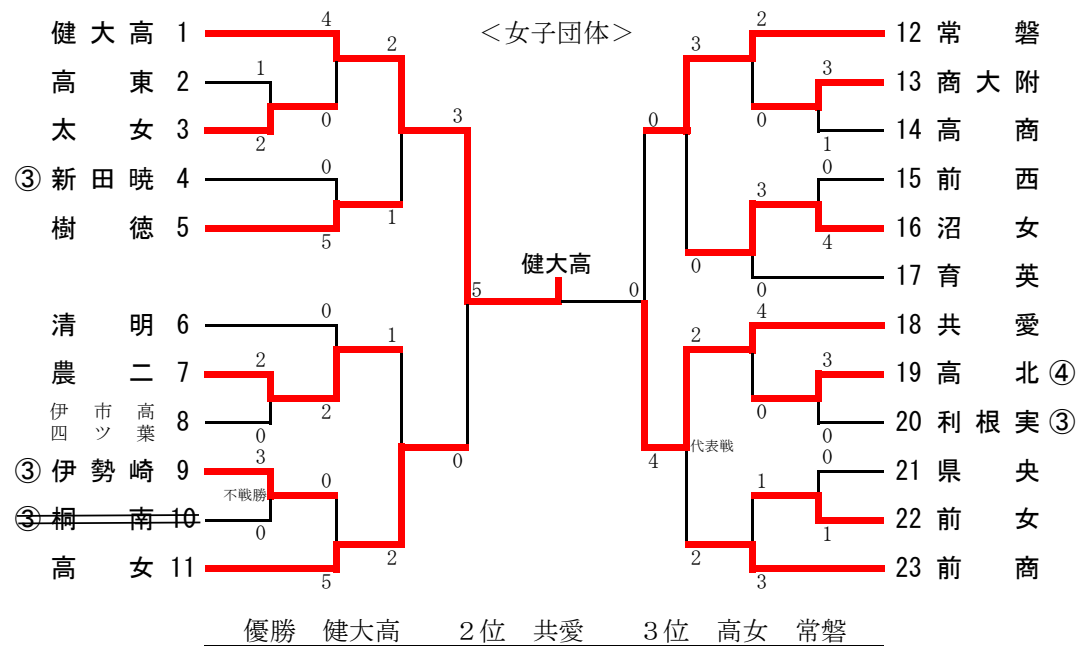 ＜女子団体＞
健大高 1
4
2
高東 2
1
太女 3
2
0
3
③ 新田暁 4
0
樹徳 5
5
1
清明 6
0
1
農二 7
2
伊市高
四ツ葉 8
0
2
③ 伊勢崎 9
3
不戦勝
0
③ 桐南 10
0
高女 11
5
2
0
5
健大高
0
12 常磐
2
3
13 商大附
3
14 高商
1
0
0
15 前西
0
3
16 沼女
4
0
17 育英
0
18 共愛
4
2
19 高北 ④
3
20 利根実 ③
0
0
代表戦
4
21 県央
0
1
22 前女
1
23 前商
3
2
優勝 健大高 ２位 共愛 ３位 高女 常磐